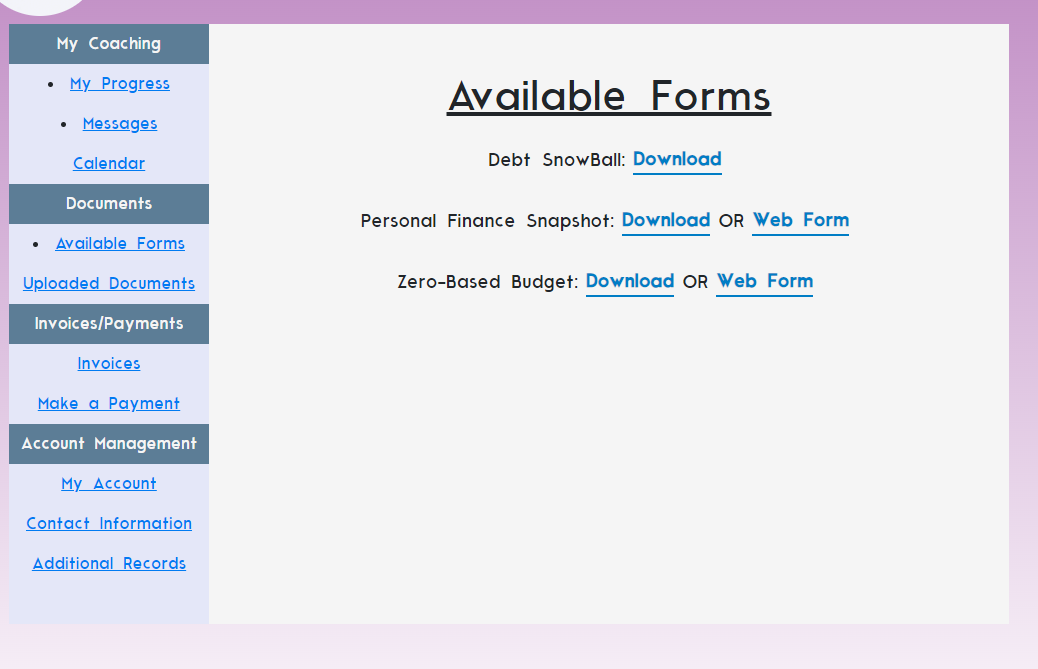 My Coaching
• My Progress
• Messages
Calendar
Documents
• Available Forms
Uploaded Documents
Invoices/Payments
Invoices
Make a Payment
Account Management
My Account
Contact Information
Additional Records
Available Forms
Debt SnowBall: Download
Personal Finance Snapshot: Download OR Web Form
Zero-Based Budget: Download OR Web Form